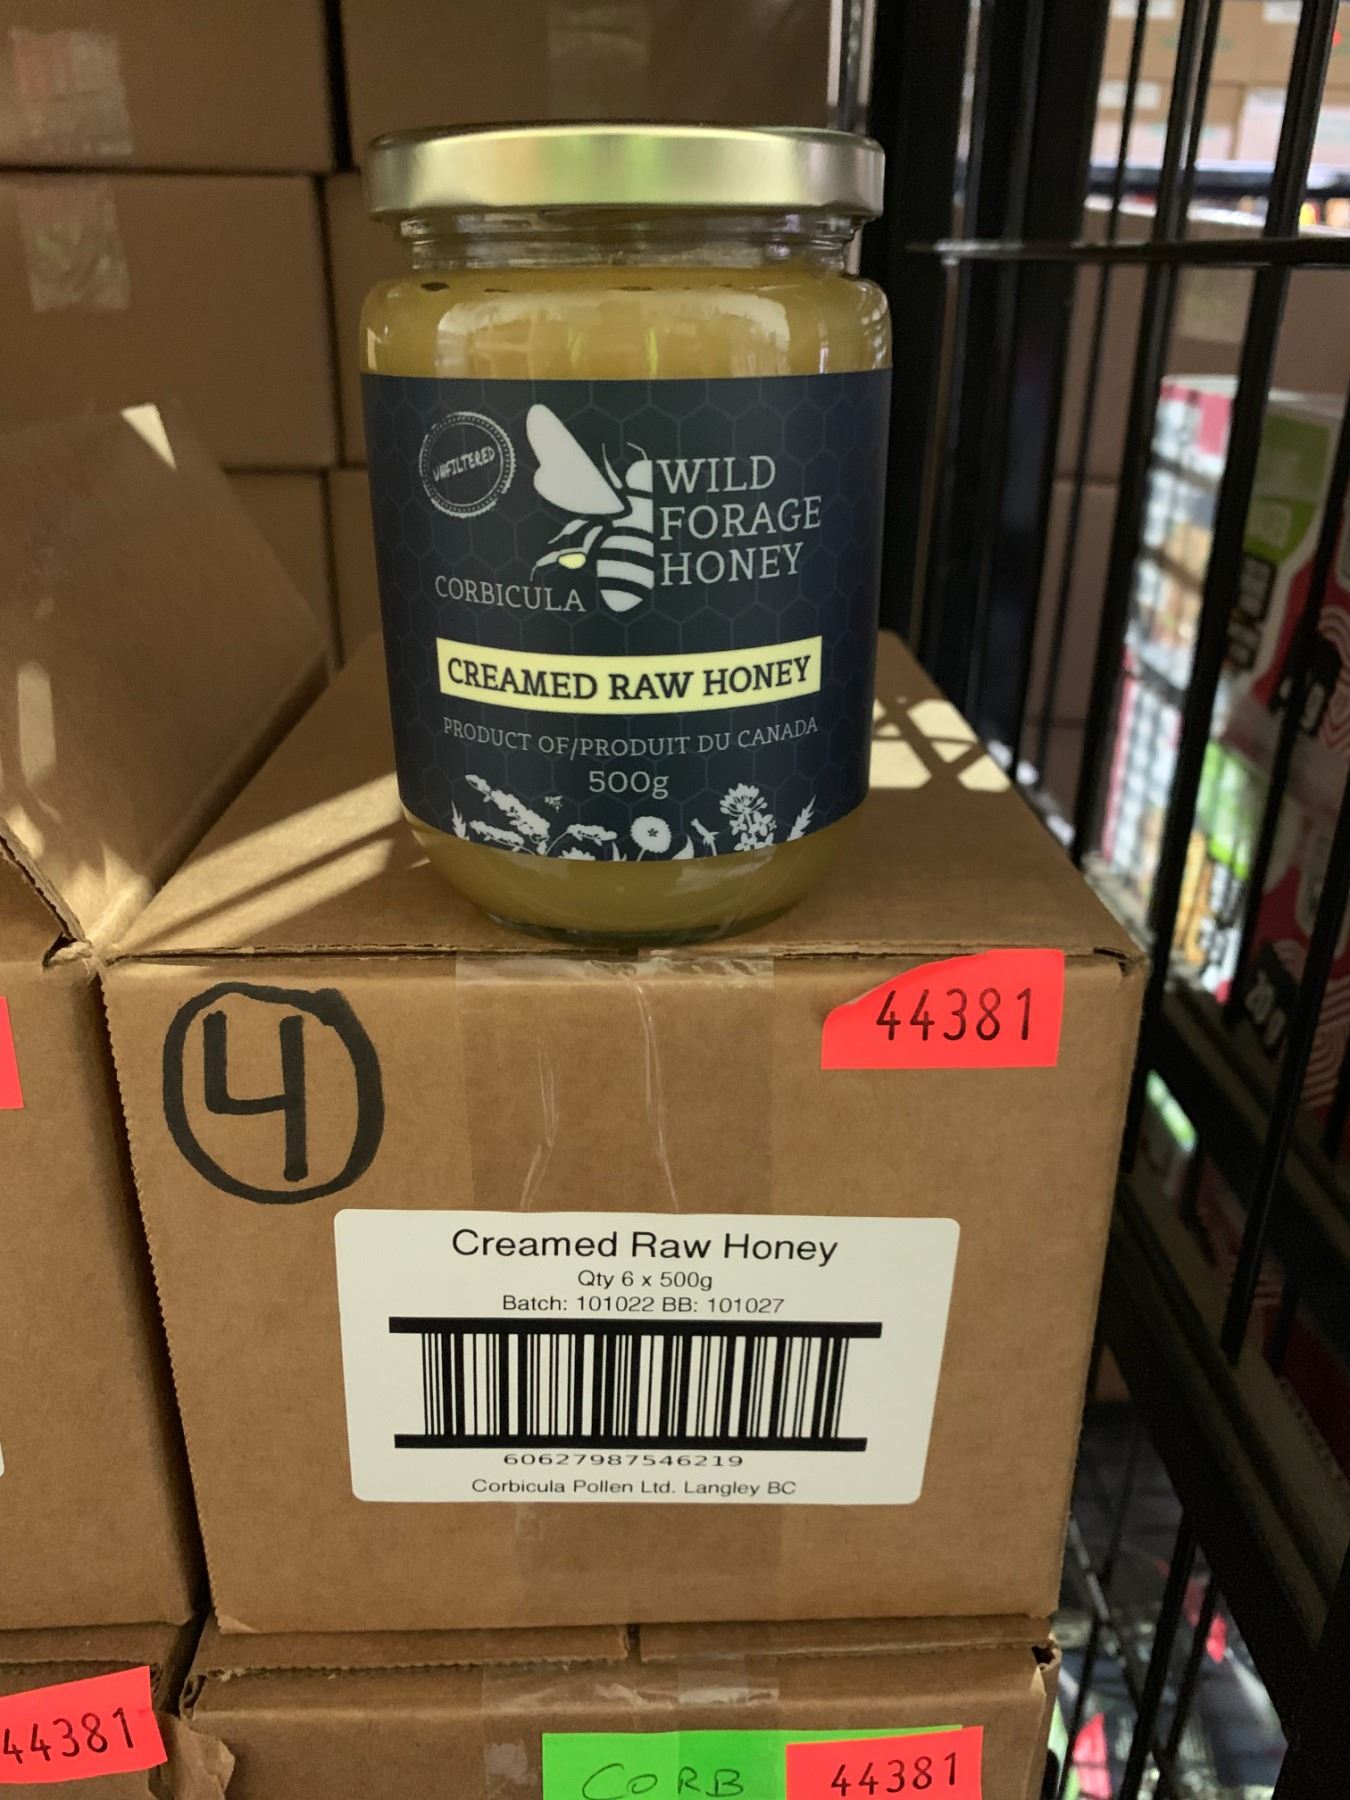 UNFILTERED
WILD
FORAGE
HONEY
CORBICULA
CREAMED RAW HONEY
PRODUCT OF/PRODUIT DU CANADA
500g
44381
4
Creamed Raw Honey
Qty 6 x 500g
Batch: 101022 BB: 101027
60627987546219
Corbicula Pollen Ltd. Langley BC
44381
CORB
44381